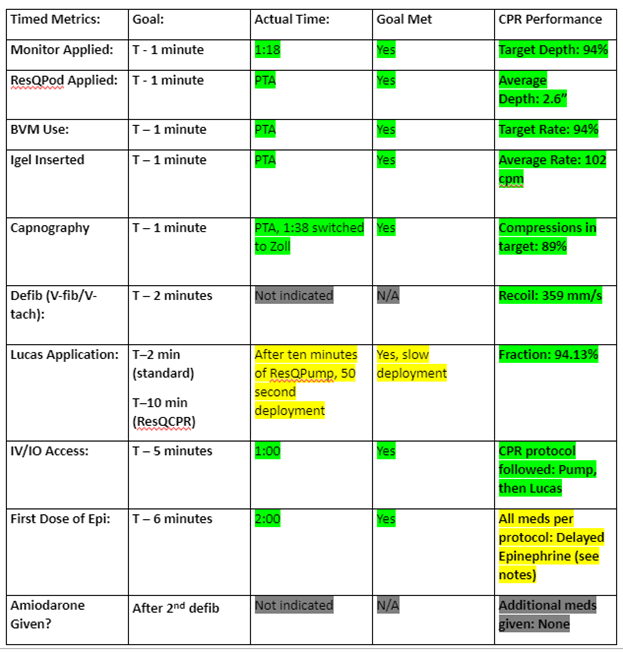 Timed Metrics: Goal: Actual Time: Goal Met CPR Performance
Monitor Applied: T - 1 minute 1:18 Yes Target Depth: 94%
ResQPod Applied: T - 1 minute PTA Yes Average
Depth: 2.6”
BVM Use: T – 1 minute PTA Yes Target Rate: 94%
Igel Inserted T – 1 minute PTA Yes Average Rate: 102
cpm
Capnography T – 1 minute PTA, 1:38 switched Yes Compressions in
to Zoll target: 89%
Defib (V-fib/V- T – 2 minutes Not indicated N/A Recoil: 359 mm/s
tach):
Lucas Application: T–2 min After ten minutes Yes, slow Fraction: 94.13%
(standard) of ResQPump, 50 deployment
second
T–10 min deployment
(ResQCPR)
IV/IO Access: T – 5 minutes 1:00 Yes CPR protocol
followed: Pump,
then Lucas
First Dose of Epi: T – 6 minutes 2:00 Yes All meds per
protocol: Delayed
Epinephrine (see
notes)
Amiodarone After 2nd defib Not indicated N/A Additional meds
Given? given: None